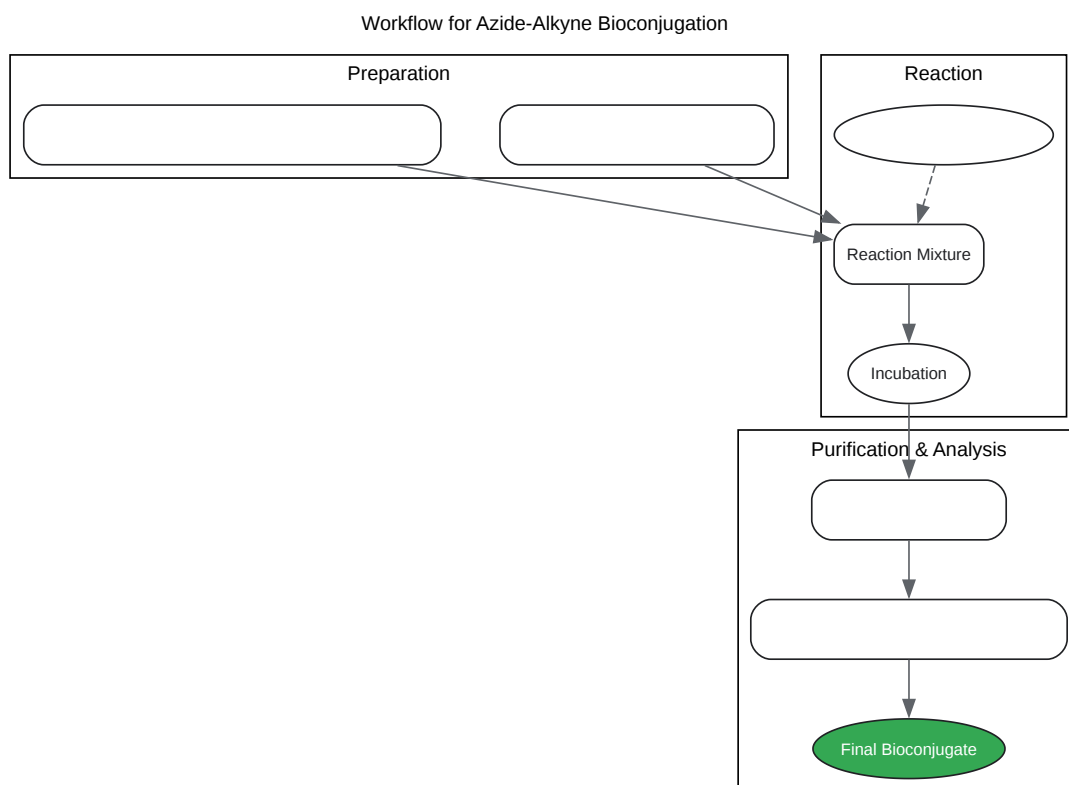 Workflow for Azide-Alkyne Bioconjugation
Preparation
Reaction
Reaction Mixture
Incubation
Purification & Analysis
Final Bioconjugate